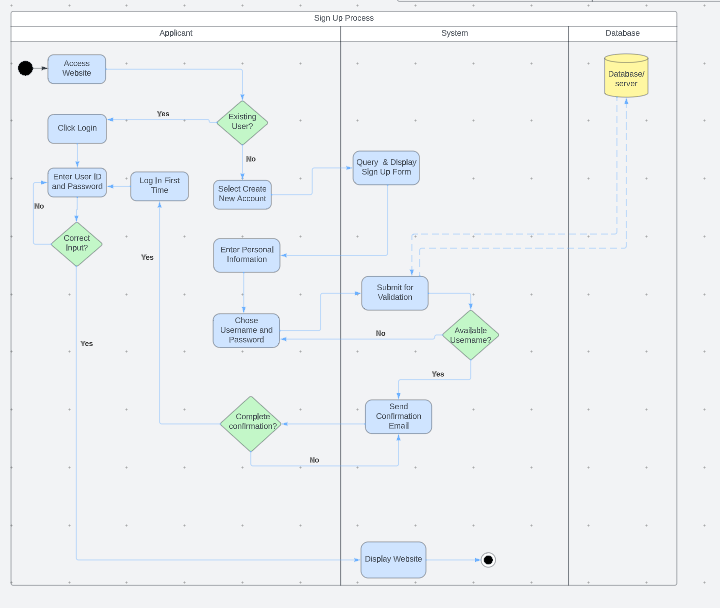 Sign Up Process
Applicant
System
Database
Access
Website
Database/
server
Existing
User?
Yes
Click Login
No
Query & Display
Sign Up Form
Enter User ID
and Password
Log In First
Time
Select Create
New Account
No
Correct
input?
Enter Personal
Information
Yes
Submit for
Validation
Chose
Username and
Password
Available
Username?
No
Yes
Yes
Send
Confirmation
Email
Complete
confirmation?
No
Display Website